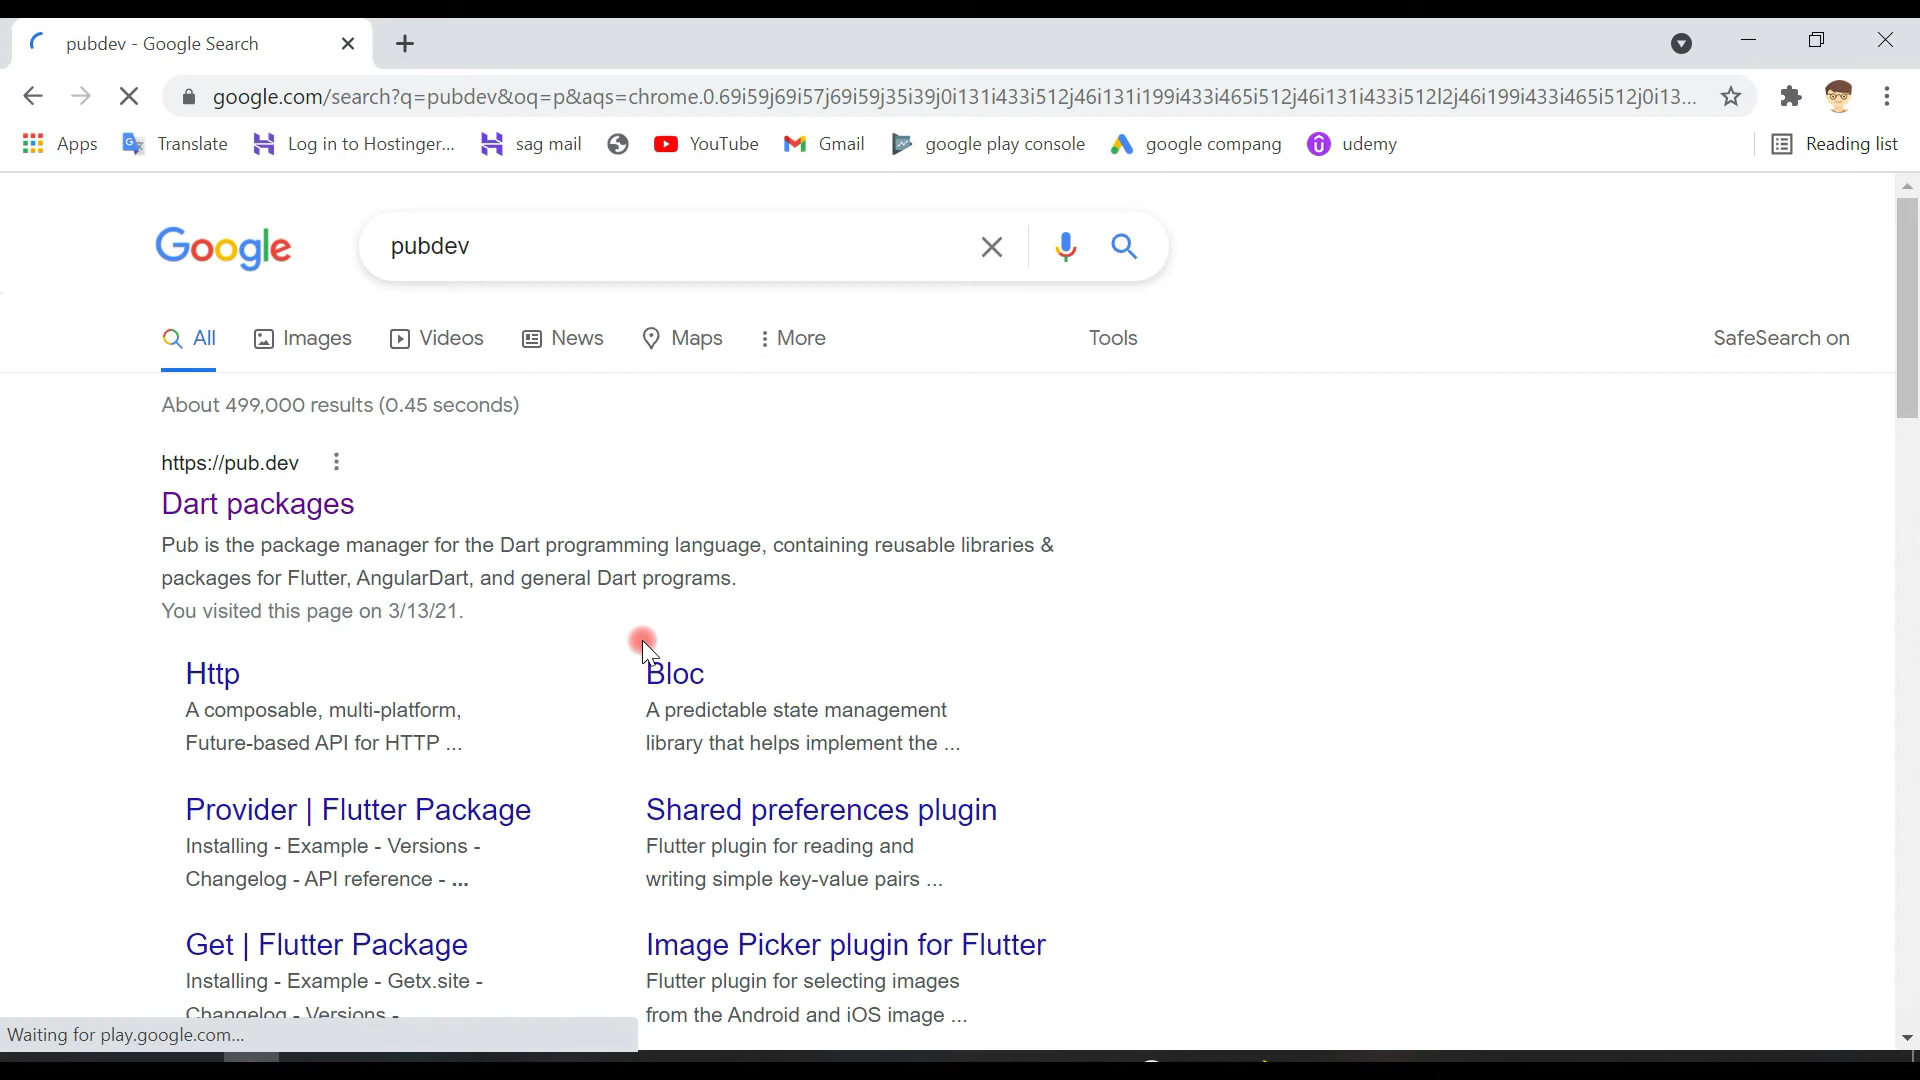 pubdev - Google Search
google.com/search?q=pubdev&oq=p&aqs=chrome.0.69i59j69i57j69i59j35i39j0i131i433i512j46i131i199i433i465i512j46i131i433i512l2j46i199i433i465i512j0i13...
Apps Translate Log in to Hostinger... sag mail YouTube Gmail google play console google compang udemy Reading list
Google pubdev
All Images Videos News Maps More Tools SafeSearch on
About 499,000 results (0.45 seconds)
https://pub.dev
Dart packages
Pub is the package manager for the Dart programming language, containing reusable libraries &
packages for Flutter, AngularDart, and general Dart programs.
You visited this page on 3/13/21.
Http
A composable, multi-platform,
Future-based API for HTTP ...
Bloc
A predictable state management
library that helps implement the ...
Provider | Flutter Package
Installing - Example - Versions -
Changelog - API reference - ...
Shared preferences plugin
Flutter plugin for reading and
writing simple key-value pairs ...
Get | Flutter Package
Installing - Example - Getx.site -
Changelog - Versions -
Image Picker plugin for Flutter
Flutter plugin for selecting images
from the Android and iOS image ...
Waiting for play.google.com...